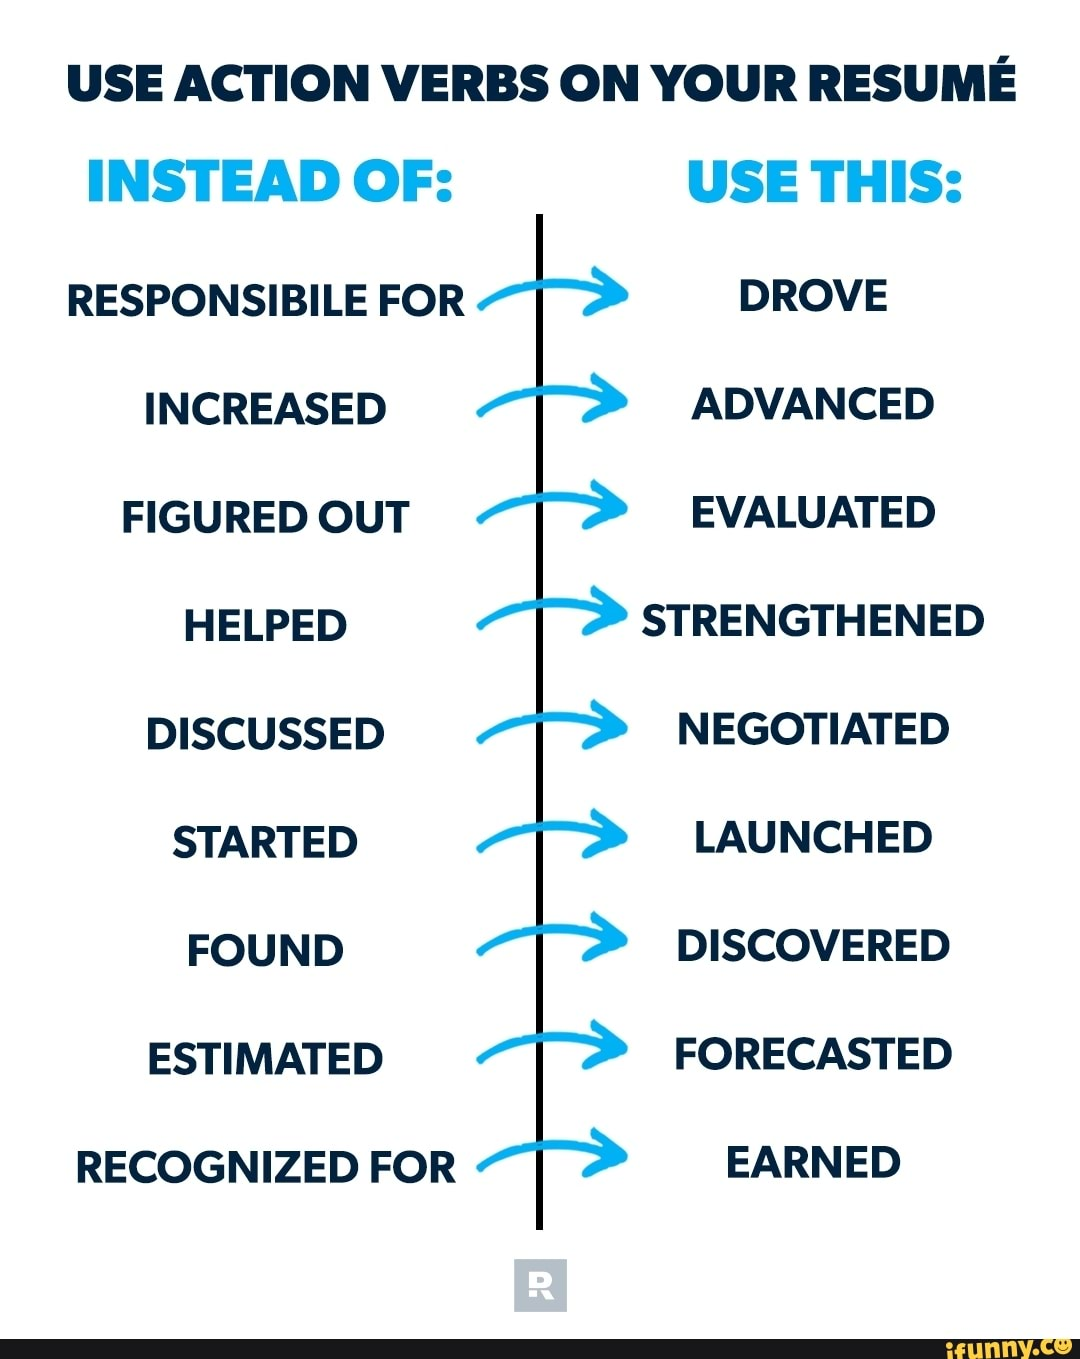 USE ACTION VERBS ON YOUR RESUMÉ
INSTEAD OF: USE THIS:
RESPONSIBILE FOR DROVE
INCREASED ADVANCED
FIGURED OUT EVALUATED
HELPED STRENGTHENED
DISCUSSED NEGOTIATED
STARTED LAUNCHED
FOUND DISCOVERED
ESTIMATED FORECASTED
RECOGNIZED FOR EARNED
R
ifunny.co